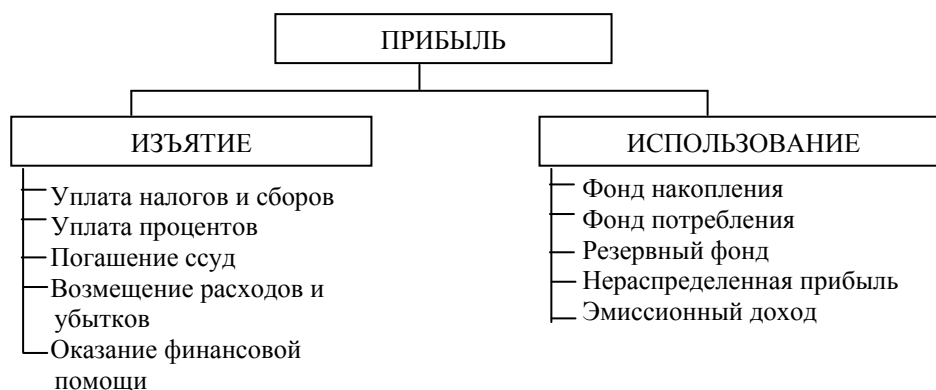 ПРИБЫЛЬ
ИЗЪЯТИЕ
Уплата налогов и сборов
Уплата процентов
Погашение ссуд
Возмещение расходов и
убытков
Оказание финансовой
помощи
ИСПОЛЬЗОВАНИЕ
Фонд накопления
Фонд потребления
Резервный фонд
Нераспределенная прибыль
Эмиссионный доход